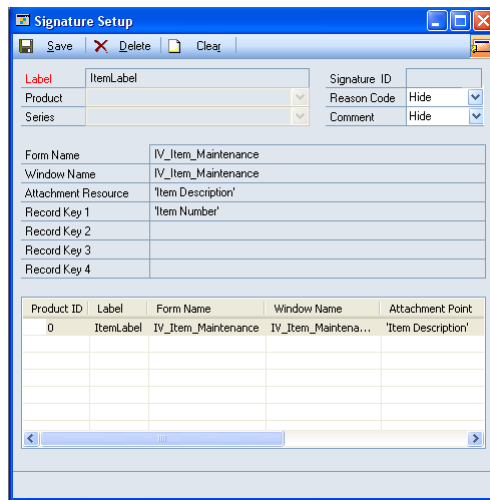 Signature Setup
Save Delete Clear
Label ItemLabel Signature ID
Product Reason Code Hide
Series Comment Hide
Form Name IV_Item_Maintenance
Window Name IV_Item_Maintenance
Attachment Resource 'Item Description'
Record Key 1 'Item Number'
Record Key 2
Record Key 3
Record Key 4
Product ID Label Form Name Window Name Attachment Point
0 ItemLabel IV_Item_Maintenance IV_Item_Maintena... 'Item Description'